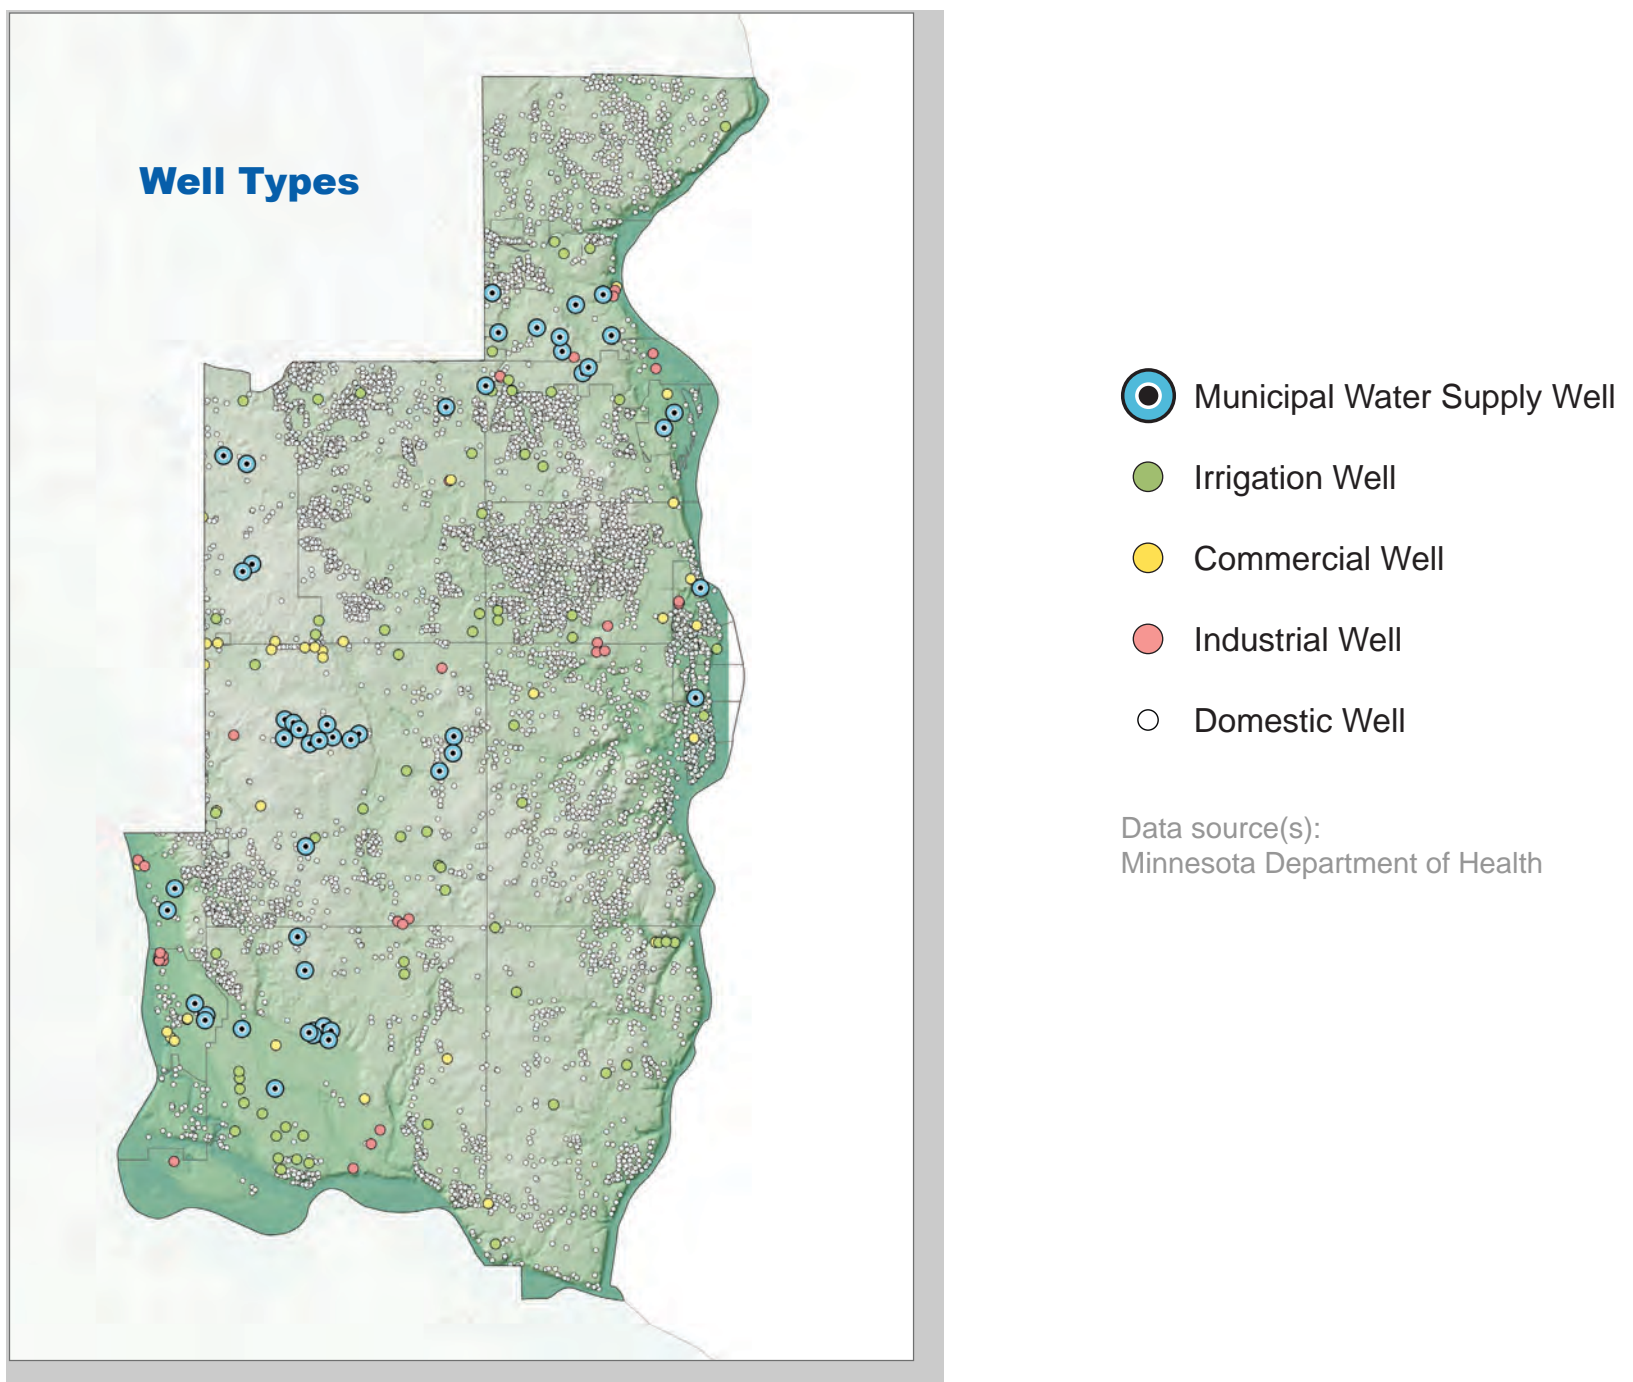 Well Types
Municipal Water Supply Well
Irrigation Well
Commercial Well
Industrial Well
Domestic Well
Data source(s):
Minnesota Department of Health